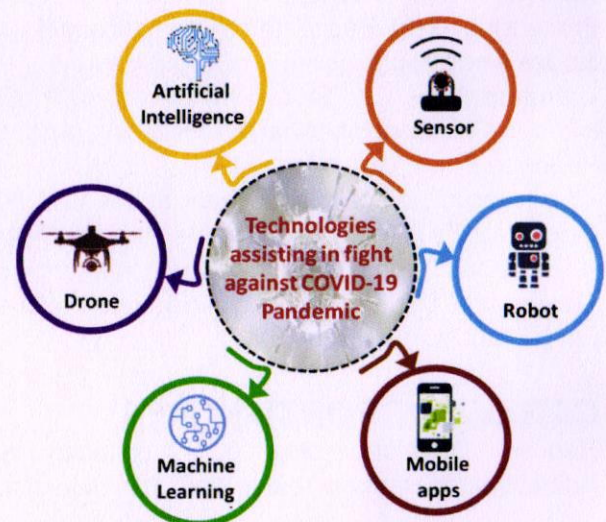 Artificial
Intelligence
Sensor
Technologies
assisting in fight
against COVID-19
Pandemic
Drone
Robot
Machine
Learning
Mobile
apps